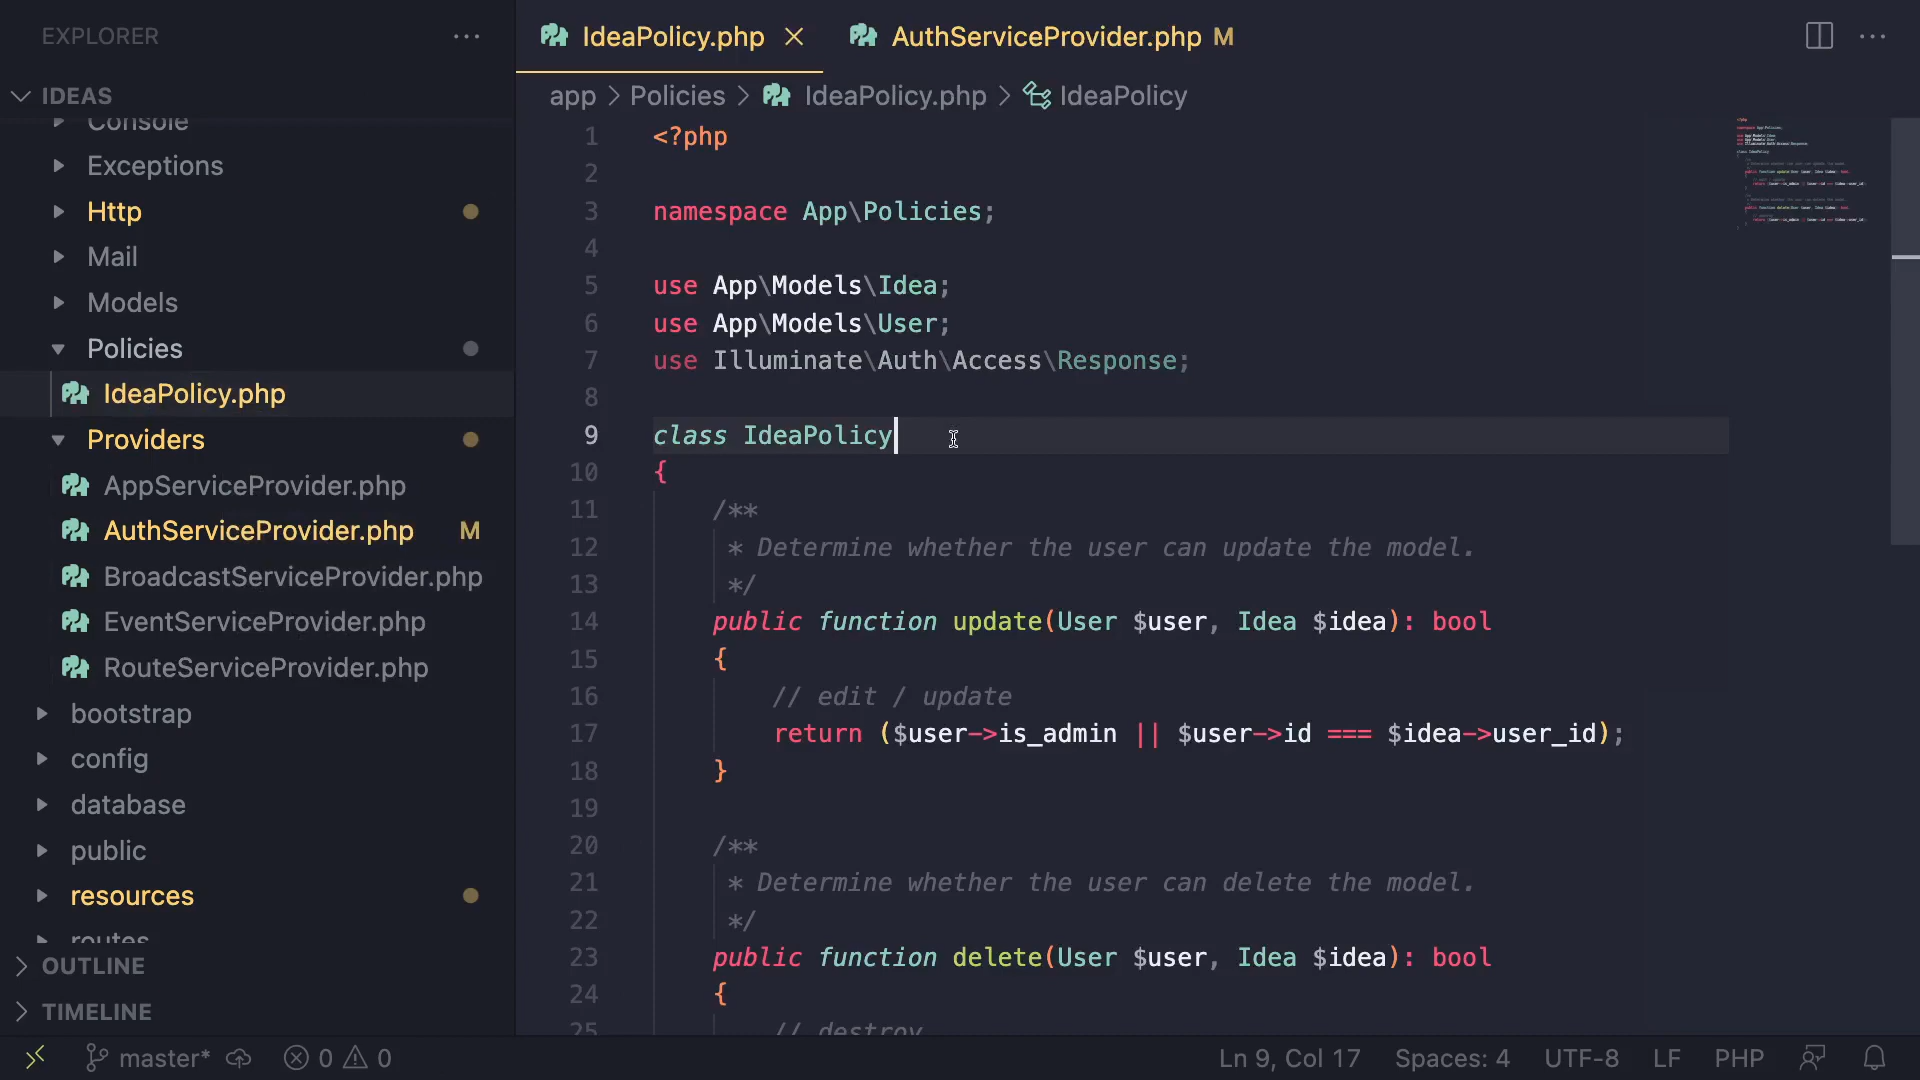 EXPLORER
IDEAS
Console
Exceptions
Http
Mail
Models
Policies
IdeaPolicy.php
Providers
AppServiceProvider.php
AuthServiceProvider.php M
BroadcastServiceProvider.php
EventServiceProvider.php
RouteServiceProvider.php
bootstrap
config
database
public
resources
routes
OUTLINE
TIMELINE
IdeaPolicy.php AuthServiceProvider.php M
app > Policies > IdeaPolicy.php > IdeaPolicy
1 <?php
2
3 namespace App\Policies;
4
5 use App\Models\Idea;
6 use App\Models\User;
7 use Illuminate\Auth\Access\Response;
8
9 class IdeaPolicy
10 {
11 /**
12 * Determine whether the user can update the model.
13 */
14 public function update(User $user, Idea $idea): bool
15 {
16 // edit / update
17 return ($user->is_admin || $user->id === $idea->user_id);
18 }
19
20 /**
21 * Determine whether the user can delete the model.
22 */
23 public function delete(User $user, Idea $idea): bool
24 {
25 // destroy
master* 0 0 Ln 9, Col 17 Spaces: 4 UTF-8 LF PHP